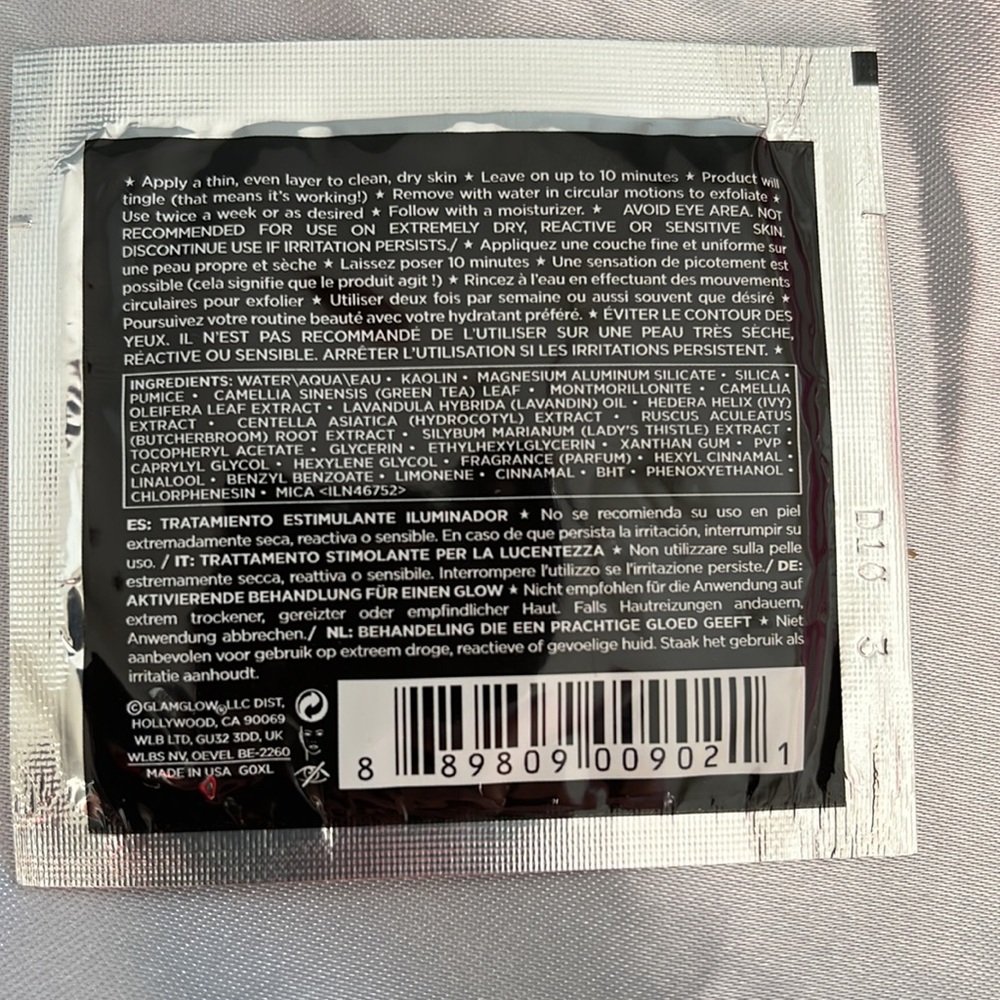 ★ Apply a thin, even layer to clean, dry skin ★ Leave on up to 10 minutes ★ Product will
tingle (that means it's working!) ★ Remove with water in circular motions to exfoliate ★
Use twice a week or as desired ★ Follow with a moisturizer. ★ AVOID EYE AREA. NOT
RECOMMENDED FOR USE ON EXTREMELY DRY, REACTIVE OR SENSITIVE SKIN.
DISCONTINUE USE IF IRRITATION PERSISTS./ ★ Appliquez une couche fine et uniforme sur
une peau propre et sèche ★ Laissez poser 10 minutes ★ Une sensation de picotement est
possible (cela signifie que le produit agit !) ★ Rincez à l'eau en effectuant des mouvements
circulaires pour exfolier ★ Utiliser deux fois par semaine ou aussi souvent que désiré ★
Poursuivez votre routine beauté avec votre hydratant préféré. ★ ÉVITER LE CONTOUR DES
YEUX. IL N'EST PAS RECOMMANDÉ DE L'UTILISER SUR UNE PEAU TRÈS SÈCHE,
RÉACTIVE OU SENSIBLE. ARRÊTER L'UTILISATION SI LES IRRITATIONS PERSISTENT. ★
INGREDIENTS: WATER\AQUA\EAU • KAOLIN • MAGNESIUM ALUMINUM SILICATE • SILICA •
PUMICE • CAMELLIA SINENSIS (GREEN TEA) LEAF • MONTMORILLONITE • CAMELLIA
OLEIFERA LEAF EXTRACT • LAVANDULA HYBRIDA (LAVANDIN) OIL • HEDERA HELIX (IVY)
EXTRACT • CENTELLA ASIATICA (HYDROCOTYL) EXTRACT • RUSCUS ACULEATUS
(BUTCHERBROOM) ROOT EXTRACT • SILYBUM MARIANUM (LADY'S THISTLE) EXTRACT •
TOCOPHERYL ACETATE • GLYCERIN • ETHYLHEXYLGLYCERIN • XANTHAN GUM • PVP •
CAPRYLYL GLYCOL • HEXYLENE GLYCOL • FRAGRANCE (PARFUM) • HEXYL CINNAMAL •
LINALOOL • BENZYL BENZOATE • LIMONENE • CINNAMAL • BHT • PHENOXYETHANOL •
CHLORPHENESIN • MICA <ILN46752>
ES: TRATAMIENTO ESTIMULANTE ILUMINADOR ★ No se recomienda su uso en piel
extremadamente seca, reactiva o sensible. En caso de que persista la irritación, interrumpir su
uso. / IT: TRATTAMENTO STIMOLANTE PER LA LUCENTEZZA ★ Non utilizzare sulla pelle
estremamente secca, reattiva o sensibile. Interrompere l'utilizzo se l'irritazione persiste./ DE:
AKTIVIERENDE BEHANDLUNG FÜR EINEN GLOW ★ Nicht empfohlen für die Anwendung auf
extrem trockener, gereizter oder empfindlicher Haut. Falls Hautreizungen andauern,
Anwendung abbrechen./ NL: BEHANDELING DIE EEN PRACHTIGE GLOED GEEFT ★ Niet
aanbevolen voor gebruik op extreem droge, reactieve of gevoelige huid. Staak het gebruik als
irritatie aanhoudt.
©GLAMGLOW® LLC DIST,
HOLLYWOOD, CA 90069
WLB LTD, GU32 3DD, UK
WLBS NV, OEVEL BE-2260
MADE IN USA G0XL
8 89809 00902 1
D18 3